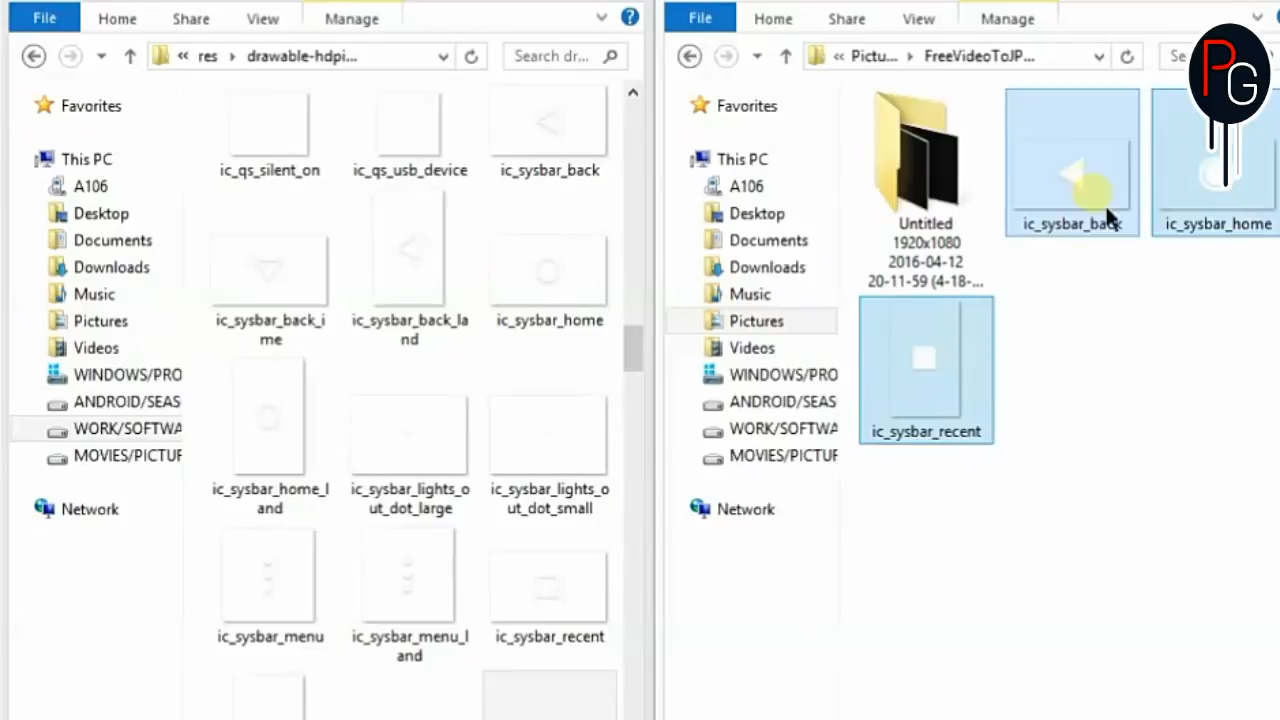 File Home Share View Manage
« res › drawable-hdpi... Search dr...
Favorites
This PC
A106
Desktop
Documents
Downloads
Music
Pictures
Videos
WINDOWS/PRO
ANDROID/SEAS
WORK/SOFTWA
MOVIES/PICTUR
Network
ic_qs_silent_on
ic_qs_usb_device
ic_sysbar_back
ic_sysbar_back_i
me
ic_sysbar_back_la
nd
ic_sysbar_home
ic_sysbar_home_l
and
ic_sysbar_lights_o
ut_dot_large
ic_sysbar_lights_o
ut_dot_small
ic_sysbar_menu
ic_sysbar_menu_l
and
ic_sysbar_recent
File Home Share View Manage
« Pictu... › FreeVideoToJP... Se
PG
Favorites
This PC
A106
Desktop
Documents
Downloads
Music
Pictures
Videos
WINDOWS/PRO
ANDROID/SEAS
WORK/SOFTWA
MOVIES/PICTUR
Network
Untitled
1920x1080
2016-04-12
20-11-59 (4-18-...
ic_sysbar_back
ic_sysbar_home
ic_sysbar_recent